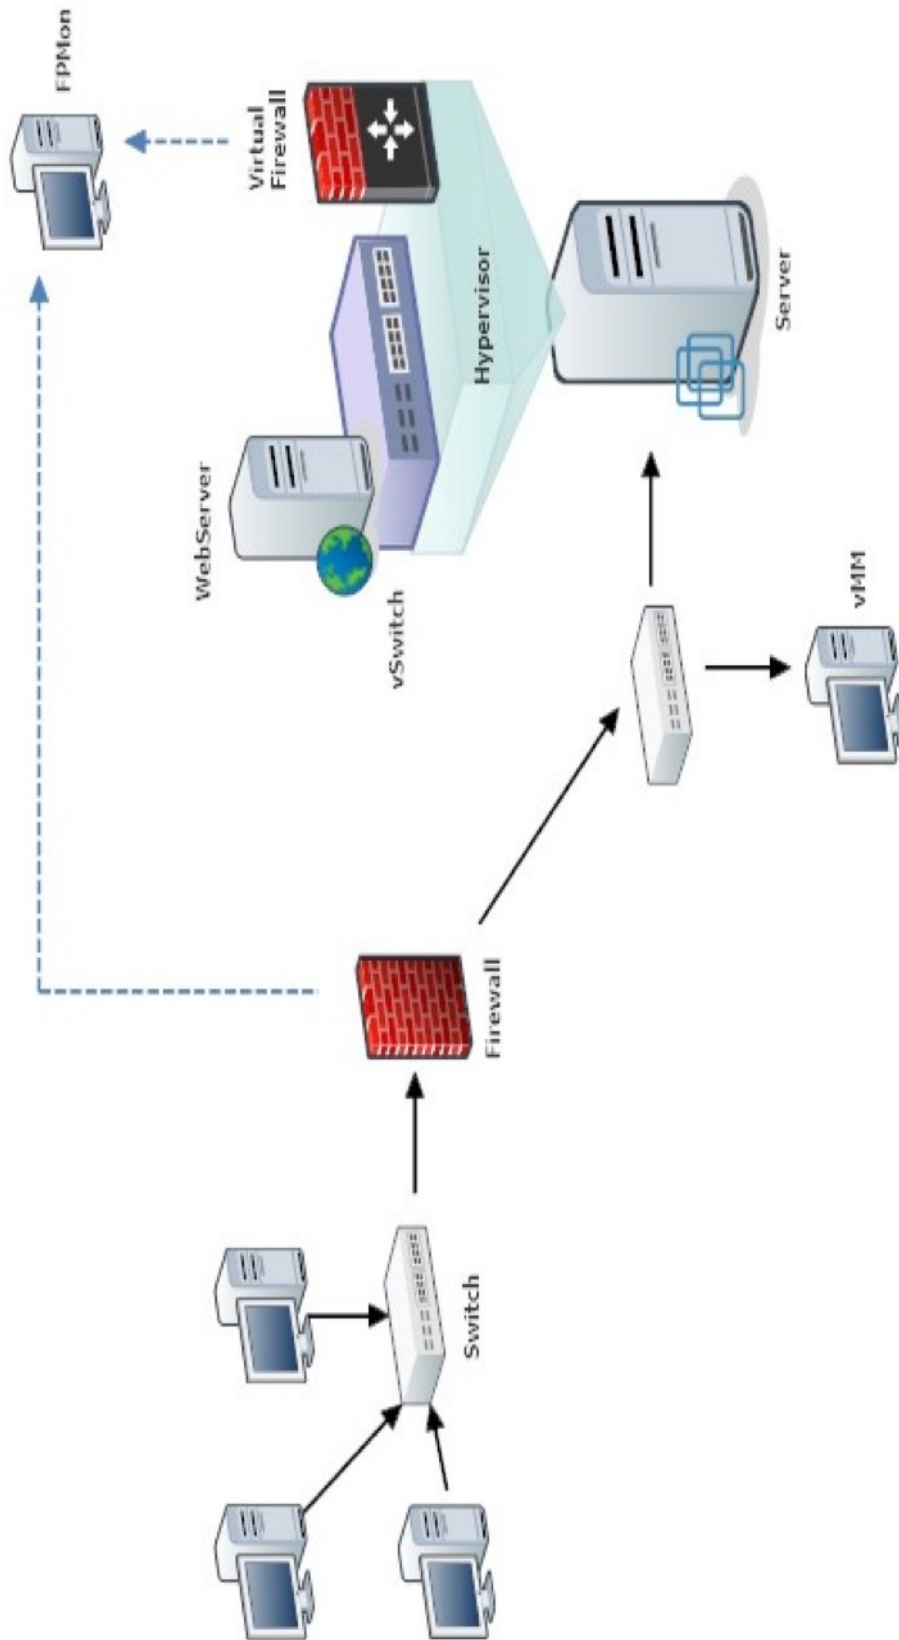 FPMon
Virtual
Firewall
WebServer
vSwitch
Hypervisor
Server
vMM
Firewall
Switch